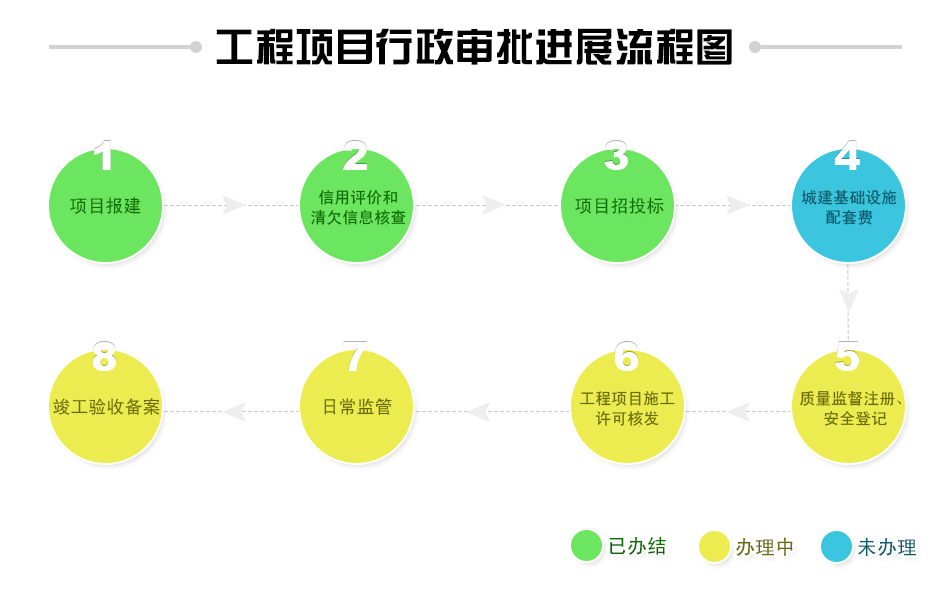 工程项目行政审批进展流程图
1
项目报建
2
信用评价和
清欠信息核查
3
项目招投标
4
城建基础设施
配套费
5
质量监督注册、
安全登记
6
工程项目施工
许可核发
7
日常监管
8
竣工验收备案
已办结
办理中
未办理